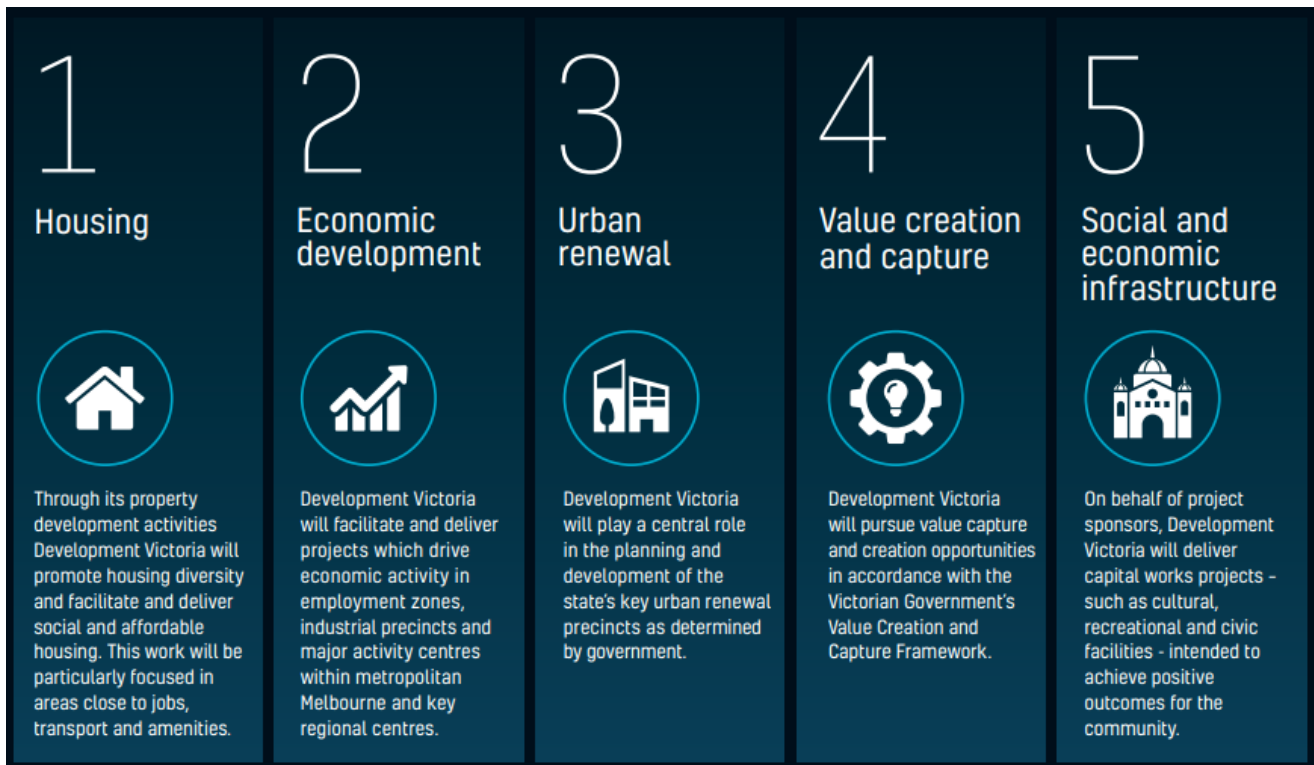 1
Housing
Through its property
development activities
Development Victoria will
promote housing diversity
and facilitate and deliver
social and affordable
housing. This work will be
particularly focused in
areas close to jobs,
transport and amenities.
2
Economic
development
Development Victoria
will facilitate and deliver
projects which drive
economic activity in
employment zones,
industrial precincts and
major activity centres
within metropolitan
Melbourne and key
regional centres.
3
Urban
renewal
Development Victoria
will play a central role
in the planning and
development of the
state's key urban renewal
precincts as determined
by government.
4
Value creation
and capture
Development Victoria
will pursue value capture
and creation opportunities
in accordance with the
Victorian Government's
Value Creation and
Capture Framework.
5
Social and
economic
infrastructure
On behalf of project
sponsors, Development
Victoria will deliver
capital works projects –
such as cultural,
recreational and civic
facilities - intended to
achieve positive
outcomes for the
community.